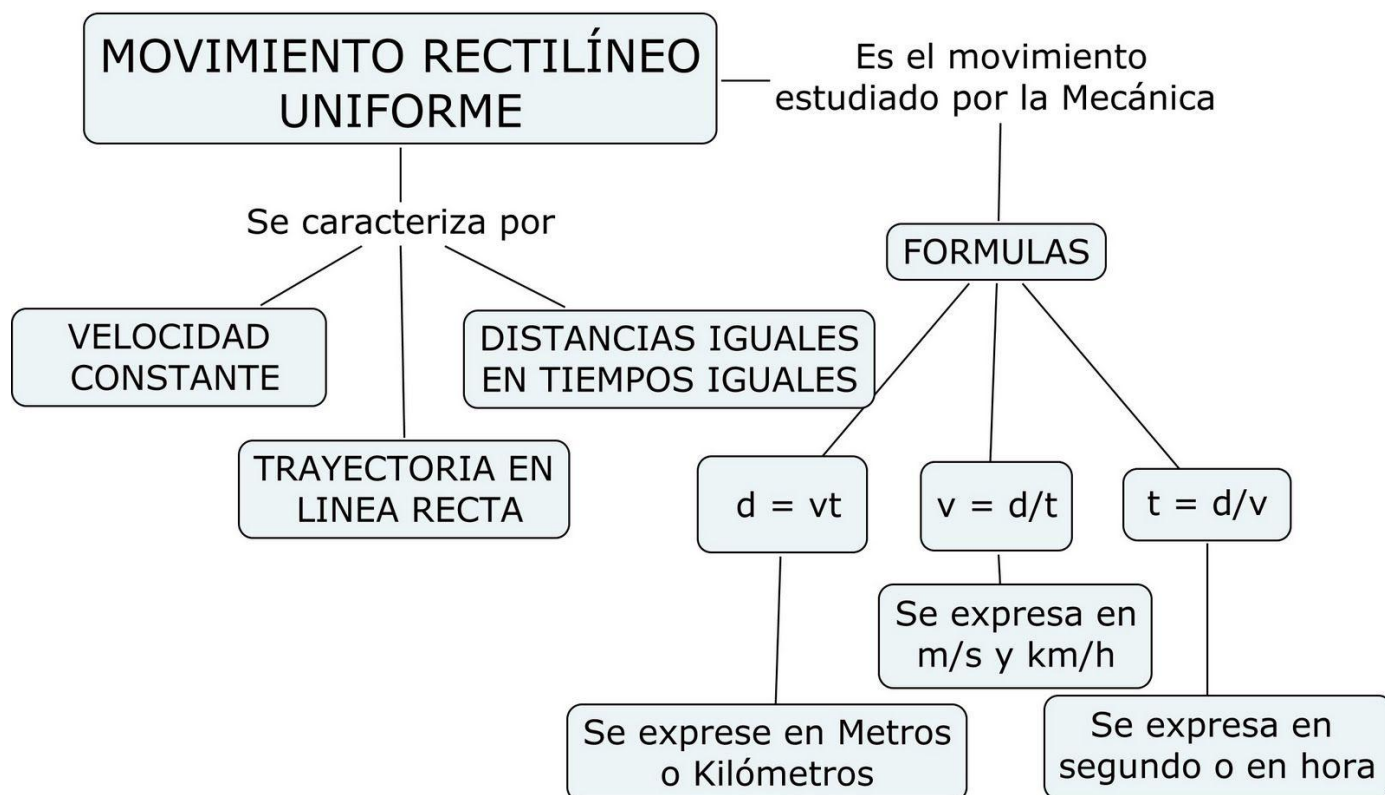 MOVIMIENTO RECTILÍNEO
UNIFORME
Es el movimiento
estudiado por la Mecánica
Se caracteriza por
VELOCIDAD
CONSTANTE
TRAYECTORIA EN
LINEA RECTA
DISTANCIAS IGUALES
EN TIEMPOS IGUALES
FORMULAS
d = vt
v = d/t
t = d/v
Se exprese en Metros
o Kilómetros
Se expresa en
m/s y km/h
Se expresa en
segundo o en hora